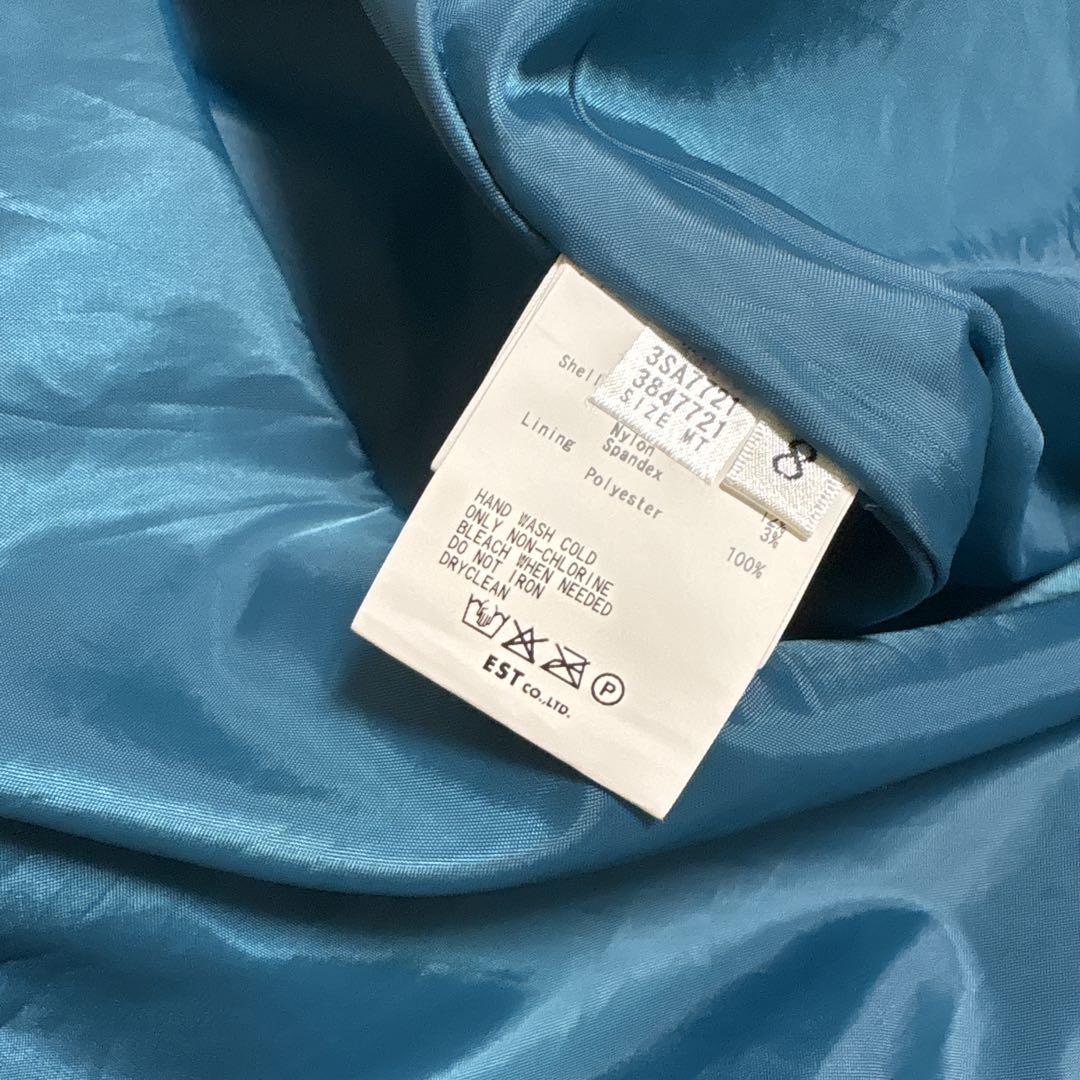 3SA7721
3847721
SIZE MT
8
Shell
Nylon
Spandex 3%
Lining Polyester 100%
HAND WASH COLD
ONLY NON-CHLORINE
BLEACH WHEN NEEDED
DO NOT IRON
DRYCLEAN
P
EST CO.,LTD.